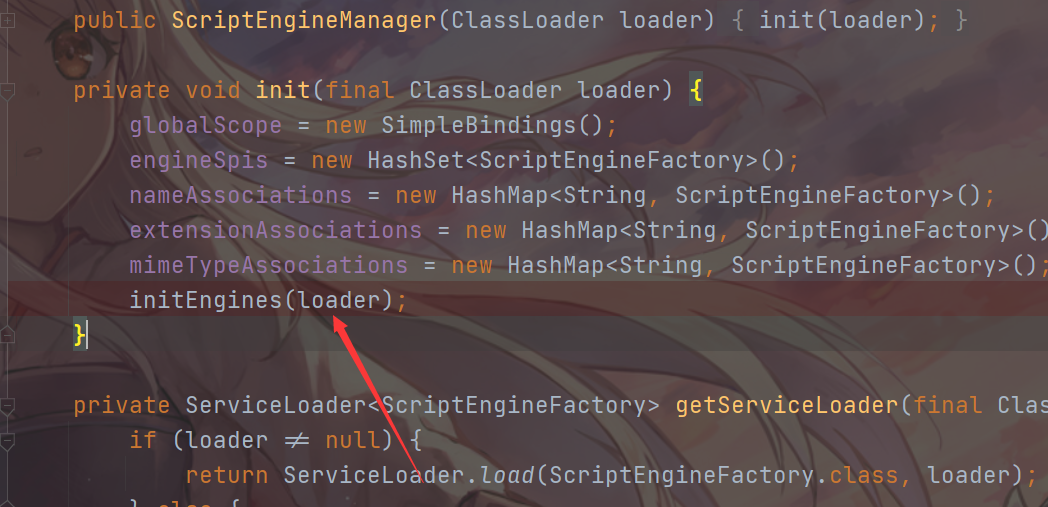 public ScriptEngineManager(ClassLoader loader) { init(loader); }
private void init(final ClassLoader loader) {
globalScope = new SimpleBindings();
engineSpis = new HashSet<ScriptEngineFactory>();
nameAssociations = new HashMap<String, ScriptEngineFactory>();
extensionAssociations = new HashMap<String, ScriptEngineFactory>()
mimeTypeAssociations = new HashMap<String, ScriptEngineFactory>();
initEngines(loader);
}
private ServiceLoader<ScriptEngineFactory> getServiceLoader(final Clas
if (loader ≠ null) {
return ServiceLoader.load(ScriptEngineFactory.class, loader);
} else {